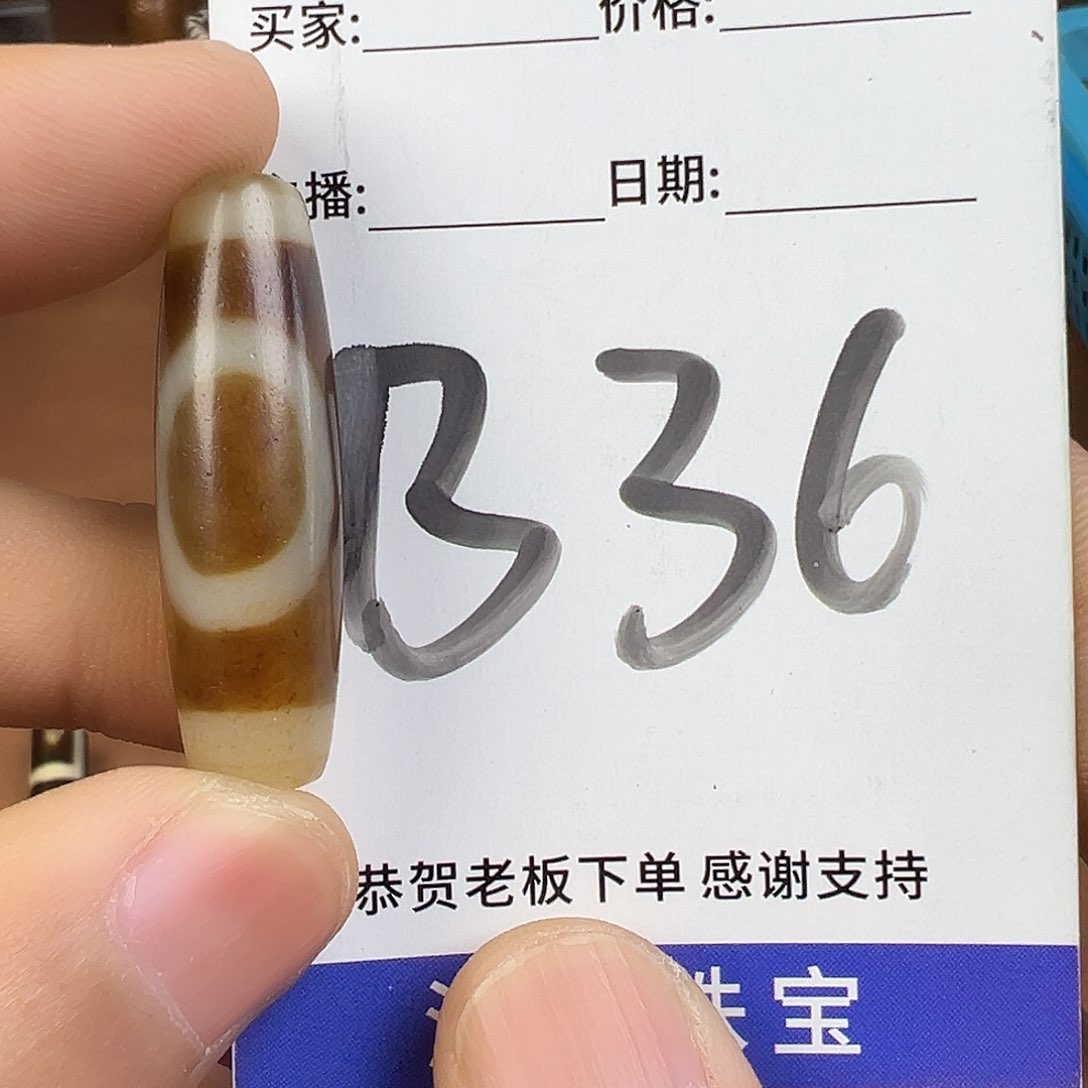 买家: 价格:
播: 日期:
B36
恭贺老板下单 感谢支持
珠宝